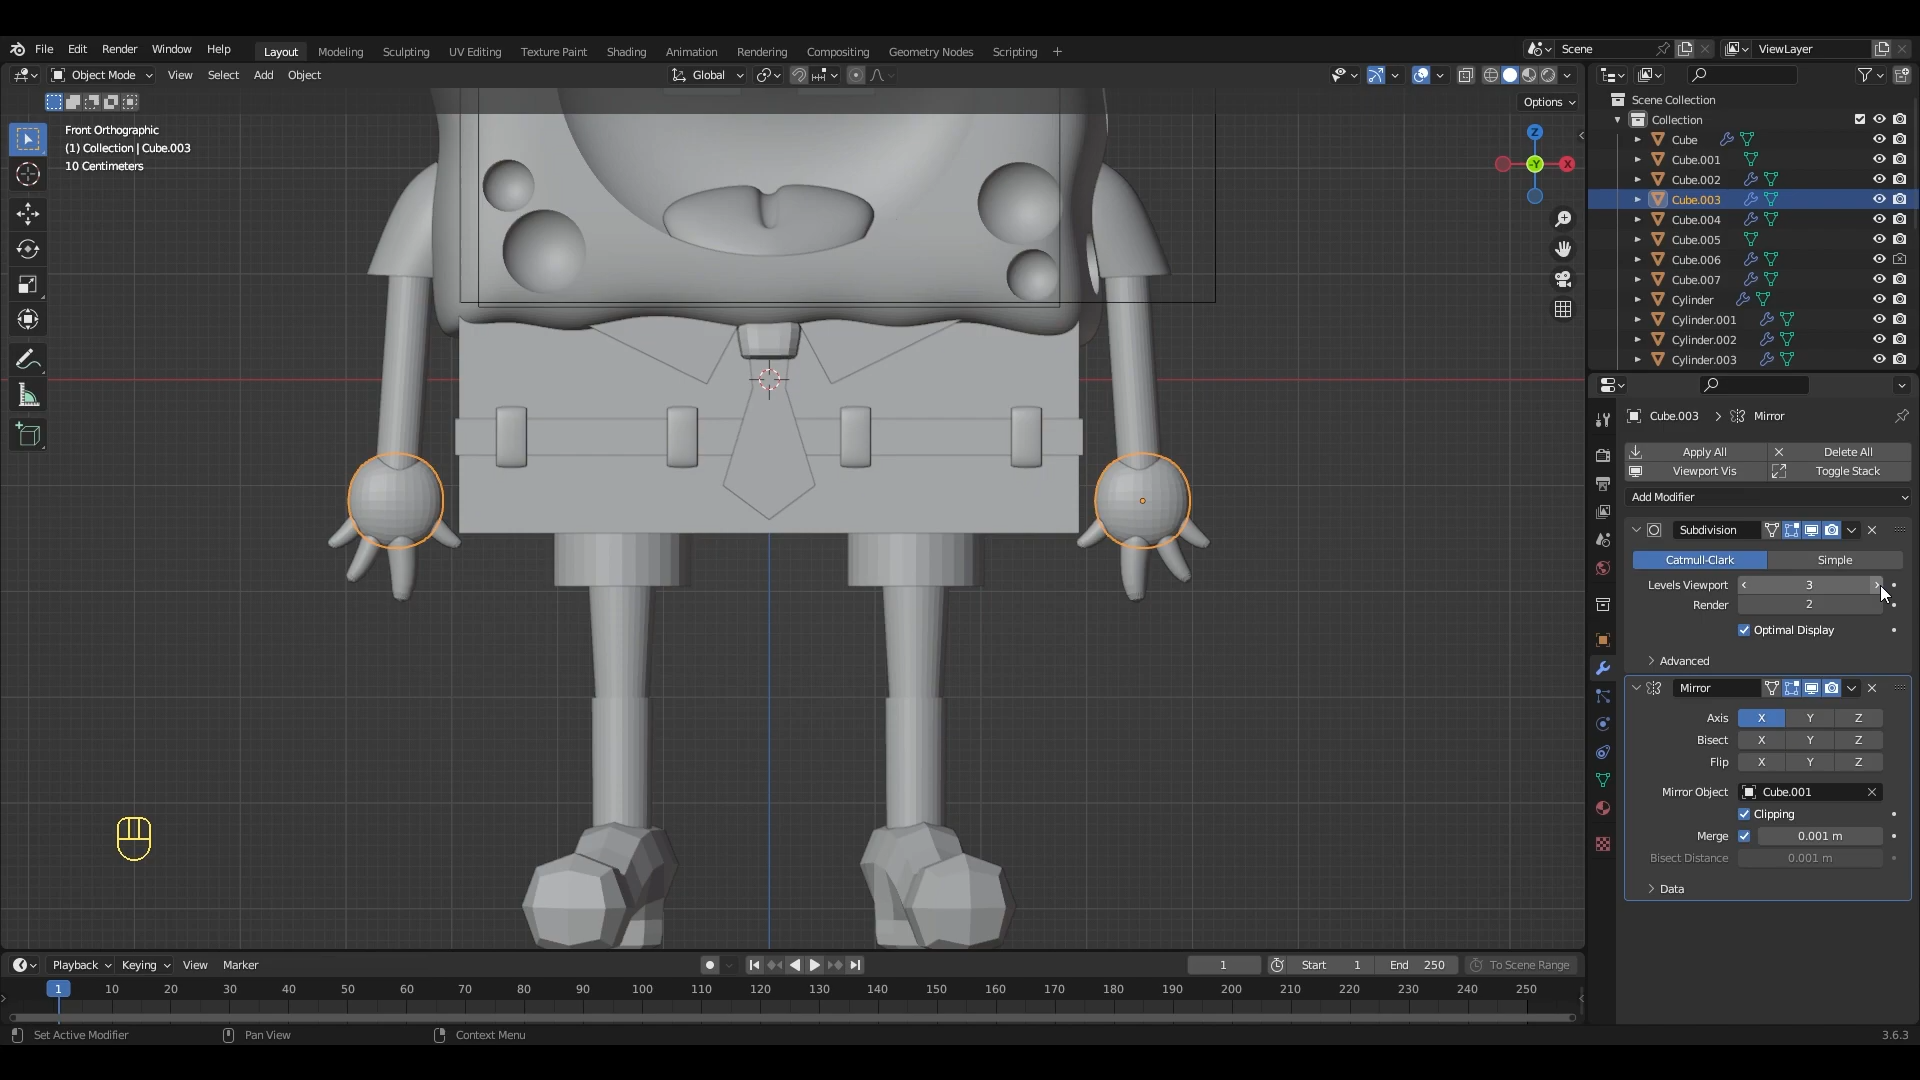 File Edit Render Window Help Layout Modeling Sculpting UV Editing Texture Paint Shading Animation Rendering Compositing Geometry Nodes Scripting + Scene ViewLayer
Object Mode View Select Add Object Global
Options
Front Orthographic
(1) Collection | Cube.003
10 Centimeters
Z
-Y
X
Scene Collection
Collection
Cube
Cube.001
Cube.002
Cube.003
Cube.004
Cube.005
Cube.006
Cube.007
Cylinder
Cylinder.001
Cylinder.002
Cylinder.003
Cube.003 > Mirror
Apply All Delete All
Viewport Vis Toggle Stack
Add Modifier
Subdivision
Catmull-Clark Simple
Levels Viewport 3
Render 2
Optimal Display
Advanced
Mirror
Axis X Y Z
Bisect X Y Z
Flip X Y Z
Mirror Object Cube.001
Clipping
Merge 0.001 m
Bisect Distance 0.001 m
Data
Playback Keying View Marker 1 Start 1 End 250 To Scene Range
1 10 20 30 40 50 60 70 80 90 100 110 120 130 140 150 160 170 180 190 200 210 220 230 240 250
Set Active Modifier Pan View Context Menu 3.6.3